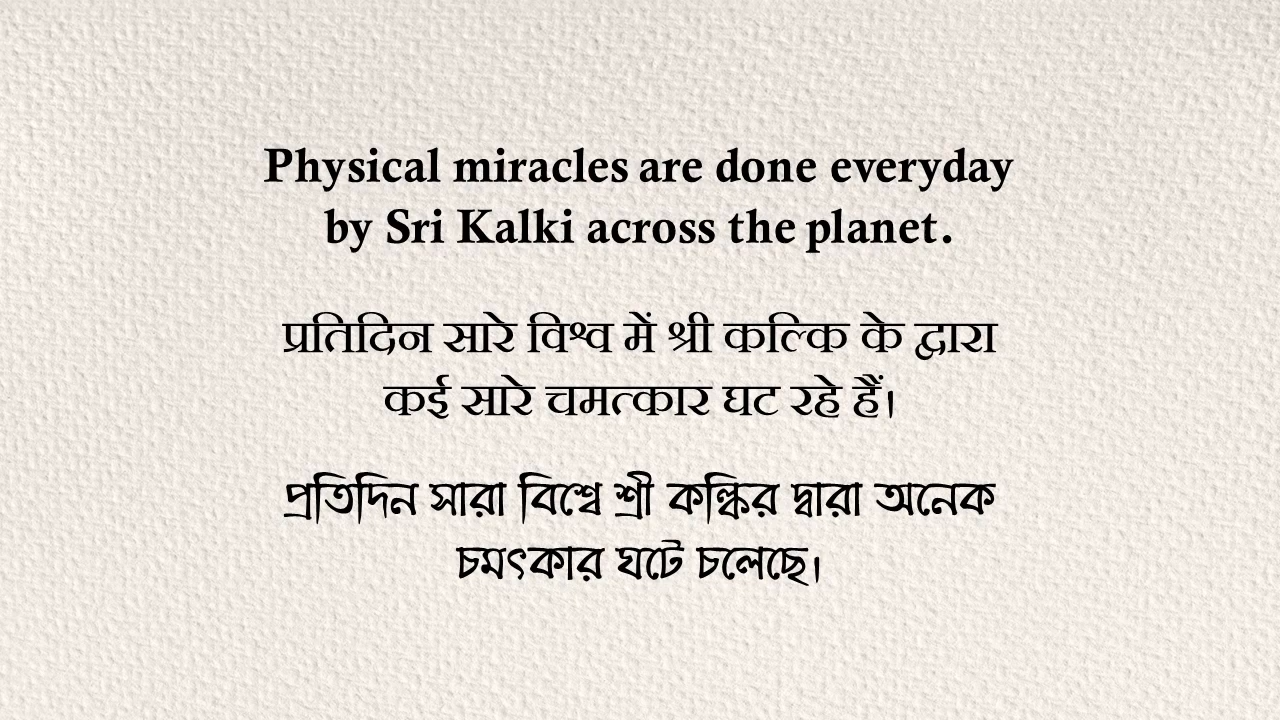 Physical miracles are done everyday
by Sri Kalki across the planet.
प्रतिदिन सारे विश्व में श्री कल्कि के द्वारा
कई सारे चमत्कार घट रहे हैं।
প্রতিদিন সারা বিশ্বে শ্রী কল্কির দ্বারা অনেক
চমৎকার ঘটে চলেছে।